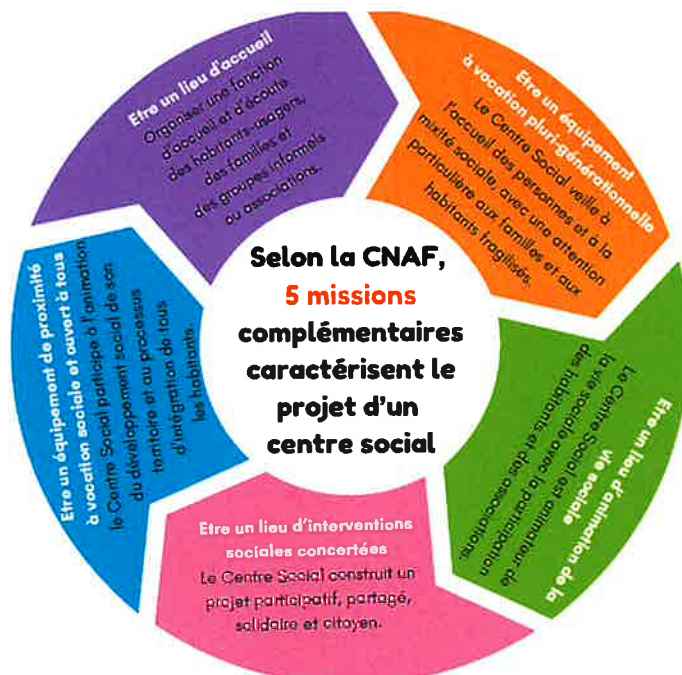 Selon la CNAF,
5 missions
complémentaires
caractérisent le
projet d'un
centre social
Etre un lieu d'accueil
Organiser une fonction
d'accueil et d'écoute
des habitants-usagers,
des familles et
des groupes informels
ou associations.
Etre un équipement
à vocation pluri-générationnelle
Le Centre Social veille à
l'accueil des personnes et à la
mixité sociale, avec une attention
particulière aux familles et aux
habitants fragilisés.
Etre un lieu d'animation de la
vie sociale
Le Centre Social est animateur de
la vie sociale avec la participation
des habitants et des associations.
Etre un lieu d'interventions
sociales concertées
Le Centre Social construit un
projet participatif, partagé,
solidaire et citoyen.
Etre un équipement de proximité
à vocation sociale et ouvert à tous
le Centre Social participe à l'animation
du développement social de son
territoire et au processus
d'intégration de tous
les habitants.